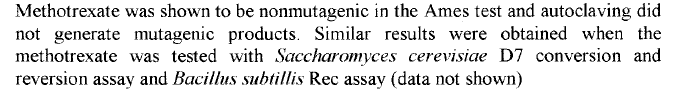 Methotrexate was shown to be nonmutagenic in the Ames test and autoclaving did
not generate mutagenic products. Similar results were obtained when the
methotrexate was tested with Saccharomyces cerevisiae D7 conversion and
reversion assay and Bacillus subtillis Rec assay (data not shown)